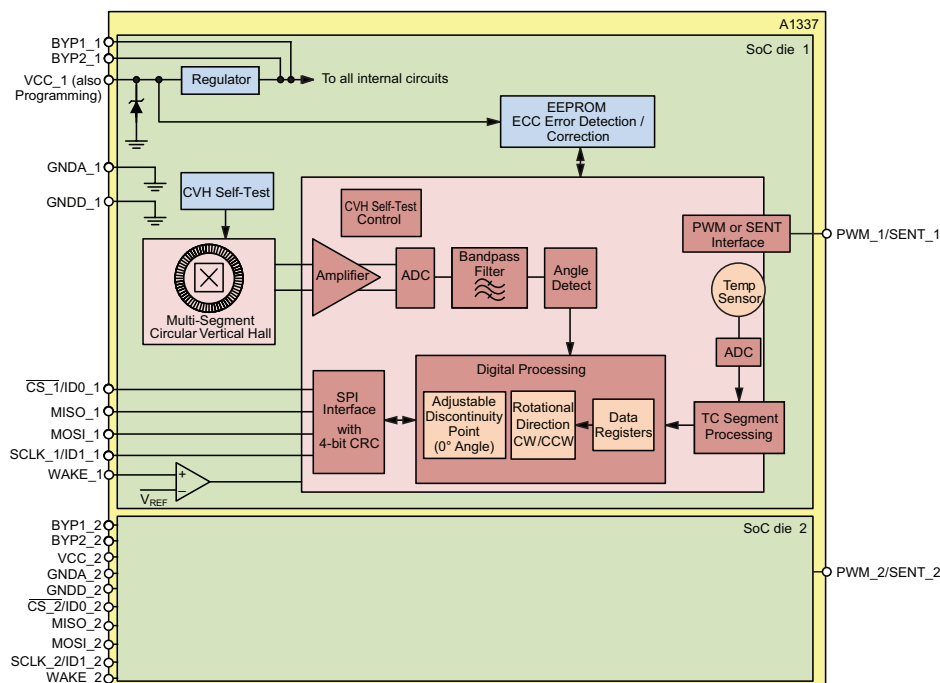 A1337
SoC die 1
BYP1_1
BYP2_1
VCC_1 (also
Programming)
Regulator
To all internal circuits
EEPROM
ECC Error Detection /
Correction
GNDA_1
GNDD_1
CVH Self-Test
CVH Self-Test
Control
PWM or SENT
Interface
PWM_1/SENT_1
Multi-Segment
Circular Vertical Hall
Amplifier
ADC
Bandpass
Filter
Angle
Detect
Temp
Sensor
ADC
CS_1/ID0_1
MISO_1
MOSI_1
SCLK_1/ID1_1
WAKE_1
+
–
VREF
SPI
Interface
with
4-bit CRC
Digital Processing
Adjustable
Discontinuity
Point
(0° Angle)
Rotational
Direction
CW/CCW
Data
Registers
TC Segment
Processing
SoC die 2
BYP1_2
BYP2_2
VCC_2
GNDA_2
GNDD_2
CS_2/ID0_2
MISO_2
MOSI_2
SCLK_2/ID1_2
WAKE_2
PWM_2/SENT_2